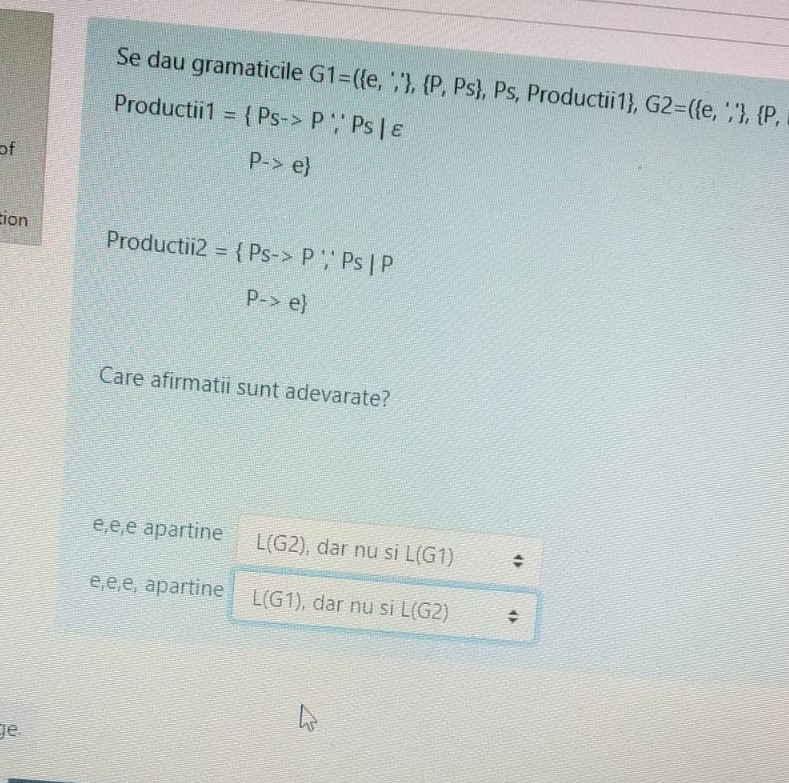 Se dau gramaticile G1=({e, ','}, {P, Ps}, Ps, Productii1}, G2=({e, ','}, {P,
of
Productii1 = { Ps-> P ',' Ps | ε
P-> e}
tion
Productii2 = { Ps-> P ',' Ps | P
P-> e}
Care afirmatii sunt adevarate?
e,e,e apartine L(G2), dar nu si L(G1)
e,e,e, apartine L(G1), dar nu si L(G2)
ge